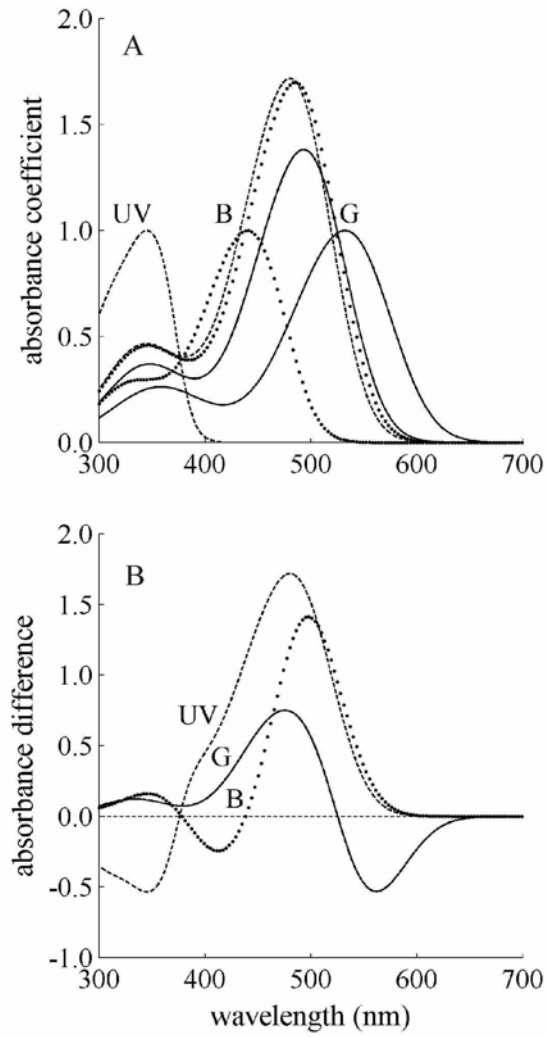 2.0
A
1.5
UV
B
G
1.0
0.5
0.0
absorbance coefficient
300
400
500
600
700
2.0
B
1.5
1.0
UV
G
0.5
B
0.0
-0.5
-1.0
absorbance difference
300
400
500
600
700
wavelength (nm)